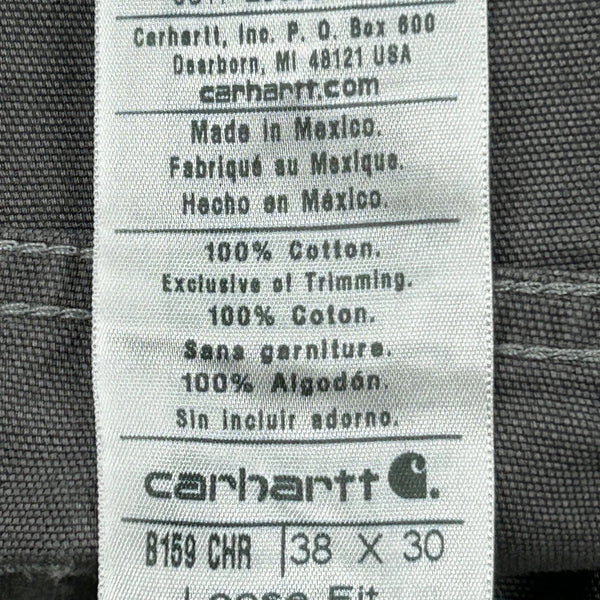 Carhartt, Inc. P. O. Box 600
Dearborn, MI 48121 USA
carhartt.com
Made in Mexico.
Fabriqué au Mexique.
Hecho en México.
100% Cotton.
Exclusive of Trimming.
100% Coton.
Sans garniture.
100% Algodón.
Sin incluir adorno.
carhartt
B159 CHR 38 X 30
Loose Fit